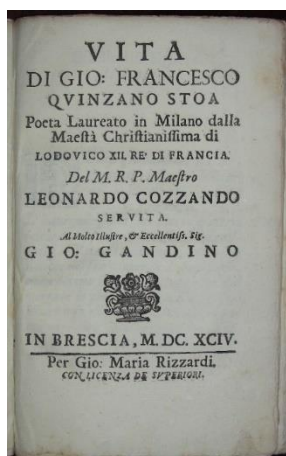 VITA
DI GIO: FRANCESCO
QVINZANO STOA
Poeta Laureato in Milano dalla
Maestà Christianissima di
LODOVICO XII. RE' DI FRANCIA.
Del M. R. P. Maestro
LEONARDO COZZANDO
SERVITA.
Al Molto Illustre, & Eccellentiss. Sig.
GIO: GANDINO
IN BRESCIA, M. DC. XCIV.
Per Gio: Maria Rizzardi.
CON LICENZA DE SVPERIORI.